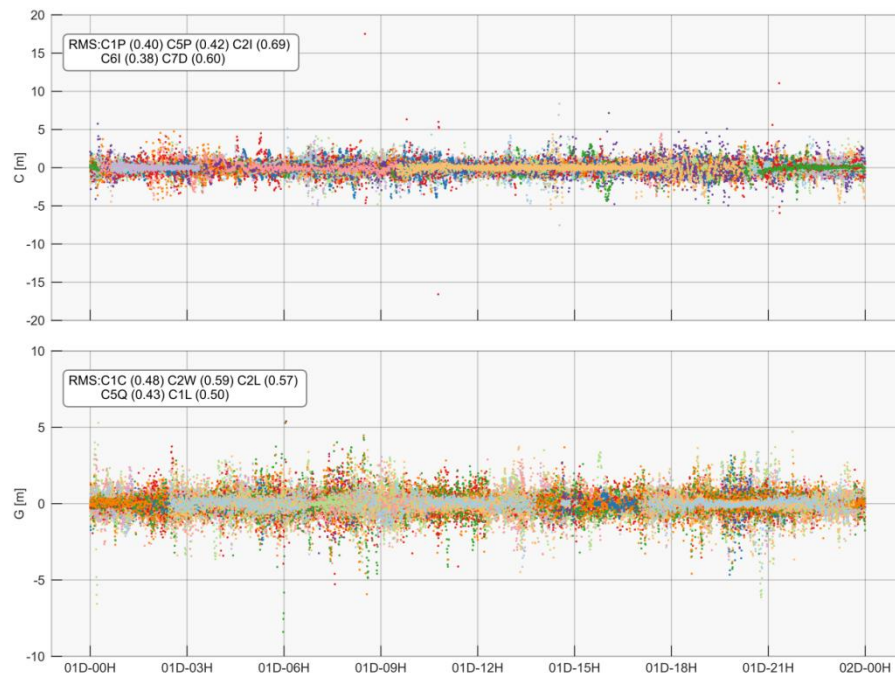 20
15
10
5
0
-5
-10
-15
-20
C [m]
RMS:C1P (0.40) C5P (0.42) C2I (0.69)
C6I (0.38) C7D (0.60)
10
5
0
-5
-10
G [m]
RMS:C1C (0.48) C2W (0.59) C2L (0.57)
C5Q (0.43) C1L (0.50)
01D-00H 01D-03H 01D-06H 01D-09H 01D-12H 01D-15H 01D-18H 01D-21H 02D-00H